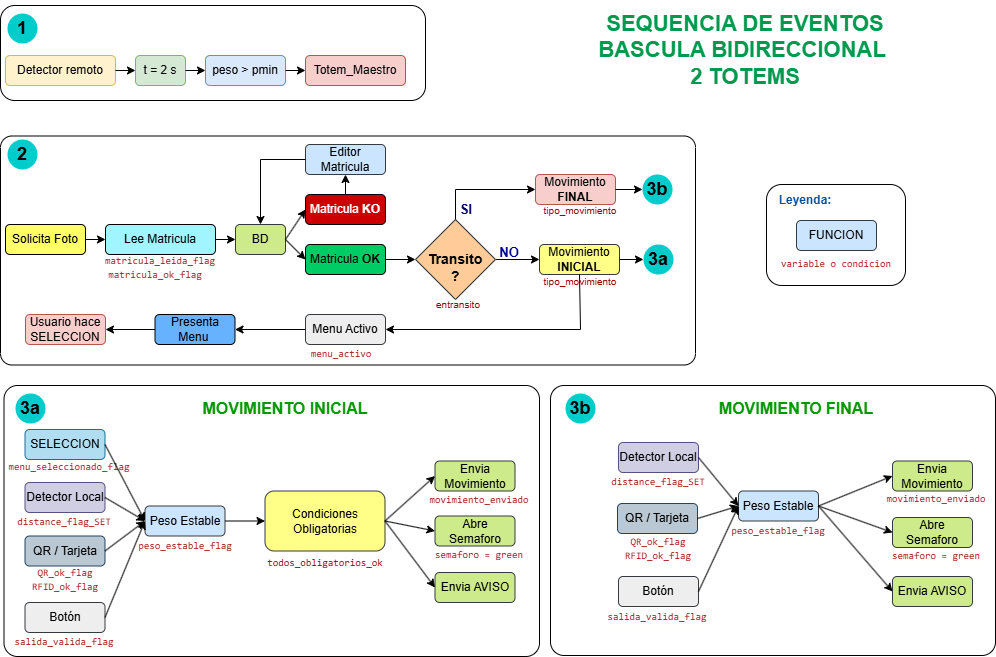 SEQUENCIA DE EVENTOS
BASCULA BIDIRECCIONAL
2 TOTEMS
1
Detector remoto
t = 2 s
peso > pmin
Totem_Maestro
2
Editor
Matricula
Matricula KO
Solicita Foto
Lee Matricula
matricula_leida_flag
matricula_ok_flag
BD
Matricula OK
Transito
?
entransito
SI
NO
Movimiento
FINAL
tipo_movimiento
3b
Movimiento
INICIAL
tipo_movimiento
3a
Usuario hace
SELECCION
Presenta
Menu
Menu Activo
menu_activo
Leyenda:
FUNCION
variable o condicion
3a
MOVIMIENTO INICIAL
SELECCION
menu_seleccionado_flag
Detector Local
distance_flag_SET
QR / Tarjeta
QR_ok_flag
RFID_ok_flag
Botón
salida_valida_flag
Peso Estable
peso_estable_flag
Condiciones
Obligatorias
todos_obligatorios_ok
Envia
Movimiento
movimiento_enviado
Abre
Semaforo
semaforo = green
Envia AVISO
3b
MOVIMIENTO FINAL
Detector Local
distance_flag_SET
QR / Tarjeta
QR_ok_flag
RFID_ok_flag
Botón
salida_valida_flag
Peso Estable
peso_estable_flag
Envia
Movimiento
movimiento_enviado
Abre
Semaforo
semaforo = green
Envia AVISO